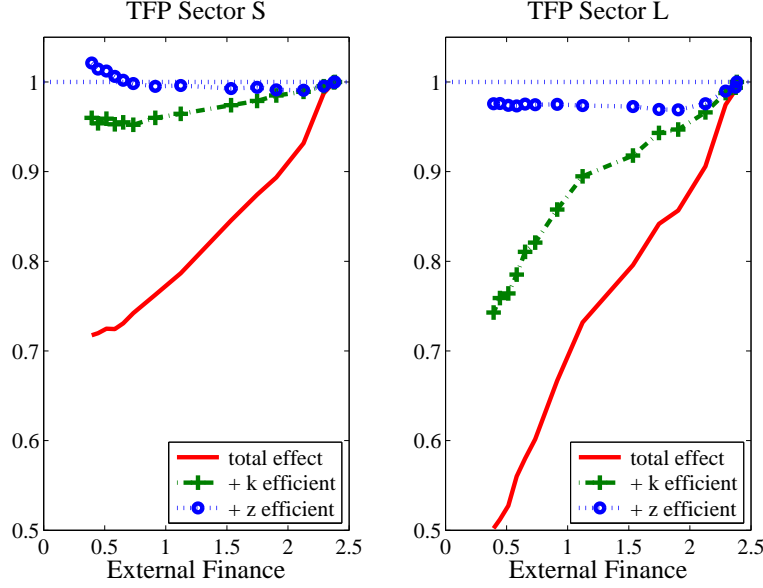 TFP Sector S
1
0.9
0.8
0.7
0.6
0.5
0 0.5 1 1.5 2 2.5
External Finance
total effect
+ k efficient
+ z efficient
TFP Sector L
1
0.9
0.8
0.7
0.6
0.5
0 0.5 1 1.5 2 2.5
External Finance
total effect
+ k efficient
+ z efficient